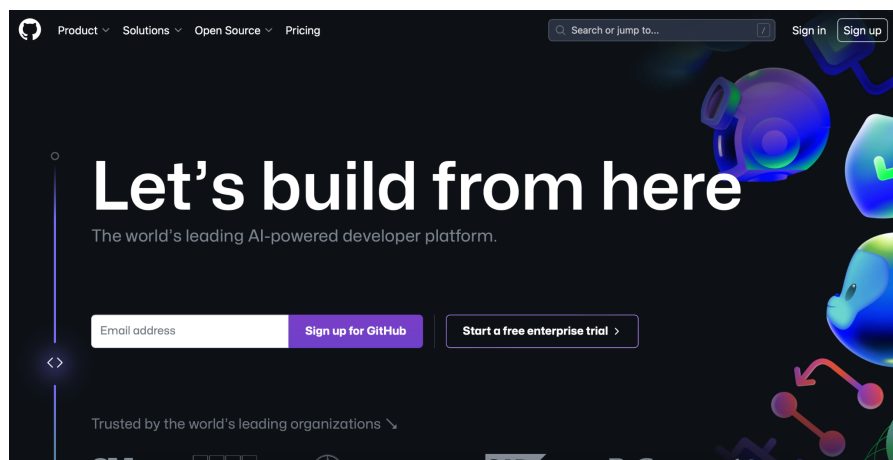 Product Solutions Open Source Pricing Search or jump to... / Sign in Sign up
Let's build from here
The world's leading AI-powered developer platform.
Email address Sign up for GitHub Start a free enterprise trial >
Trusted by the world's leading organizations ↘